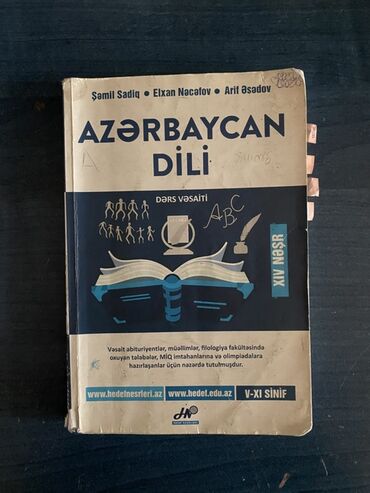 Şəmil Sadiq • Elxan Nəcəfov • Arif Əsədov
AZƏRBAYCAN
DİLİ
DƏRS VƏSAİTİ
ABC
XIV NƏŞR
Vəsait abituriyentlər, müəllimlər, filologiya fakültəsində
oxuyan tələbələr, MİQ imtahanlarına və olimpiadalara
hazırlaşanlar üçün nəzərdə tutulmuşdur.
www.hedefnesrleri.az
www.hedef.edu.az
V-XI SİNİF